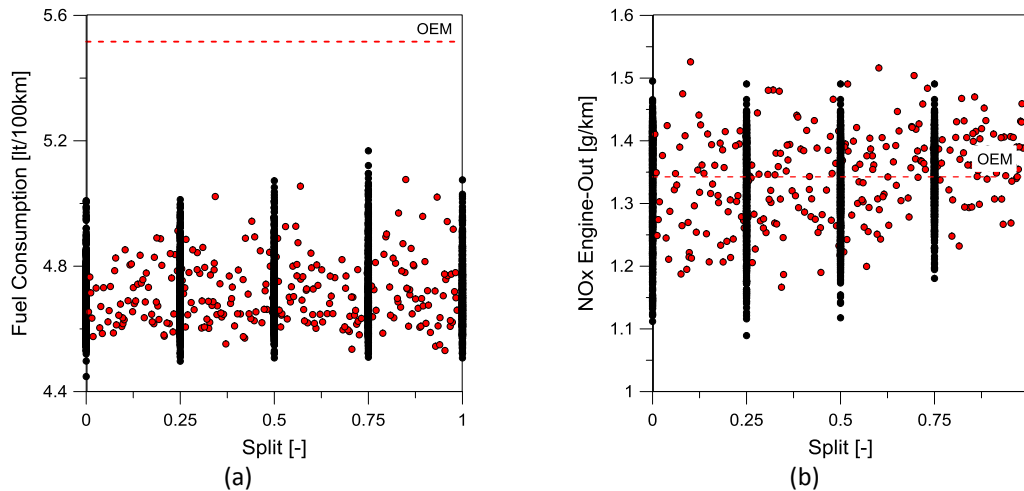 5.6
5.2
4.8
4.4
Fuel Consumption [lt/100km]
OEM
0
0.25
0.5
0.75
1
Split [-]
(a)
1.6
1.5
1.4
1.3
1.2
1.1
1
NOx Engine-Out [g/km]
OEM
0
0.25
0.5
0.75
Split [-]
(b)